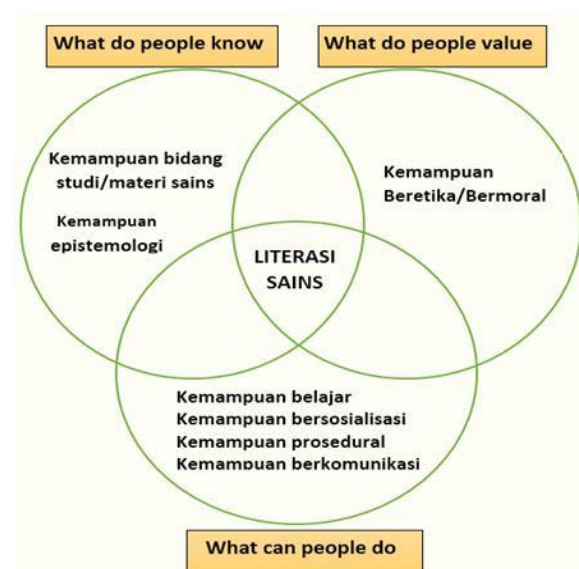 What do people know
What do people value
Kemampuan bidang
studi/materi sains
Kemampuan
epistemologi
Kemampuan
Beretika/Bermoral
LITERASI
SAINS
Kemampuan belajar
Kemampuan bersosialisasi
Kemampuan prosedural
Kemampuan berkomunikasi
What can people do